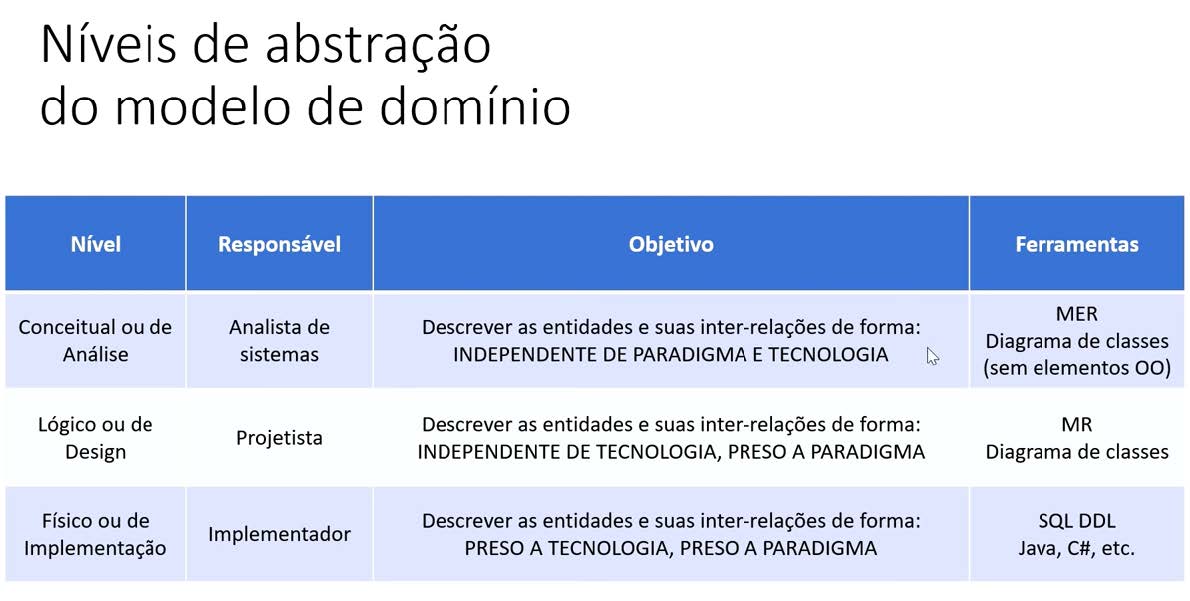 Níveis de abstração
do modelo de domínio
Nível
Responsável
Objetivo
Ferramentas
Conceitual ou de
Análise
Analista de
sistemas
Descrever as entidades e suas inter-relações de forma:
INDEPENDENTE DE PARADIGMA E TECNOLOGIA
MER
Diagrama de classes
(sem elementos OO)
Lógico ou de
Design
Projetista
Descrever as entidades e suas inter-relações de forma:
INDEPENDENTE DE TECNOLOGIA, PRESO A PARADIGMA
MR
Diagrama de classes
Físico ou de
Implementação
Implementador
Descrever as entidades e suas inter-relações de forma:
PRESO A TECNOLOGIA, PRESO A PARADIGMA
SQL DDL
Java, C#, etc.